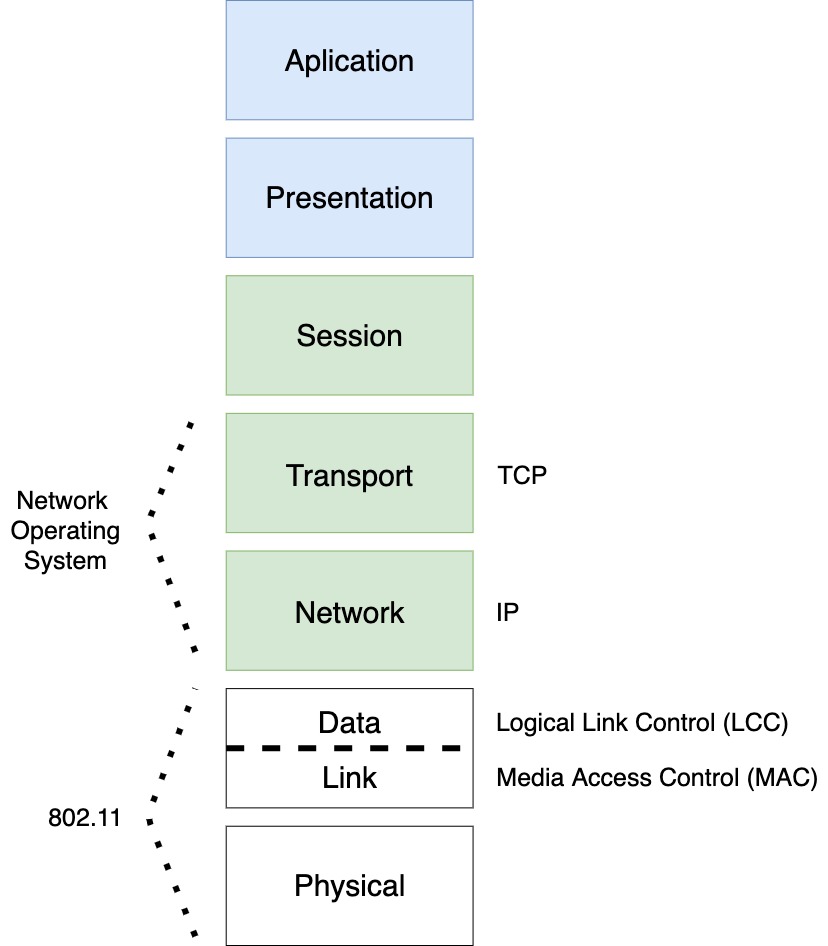 Aplication
Presentation
Session
Transport
TCP
Network
Operating
System
Network
IP
Data
Logical Link Control (LCC)
Link
Media Access Control (MAC)
802.11
Physical